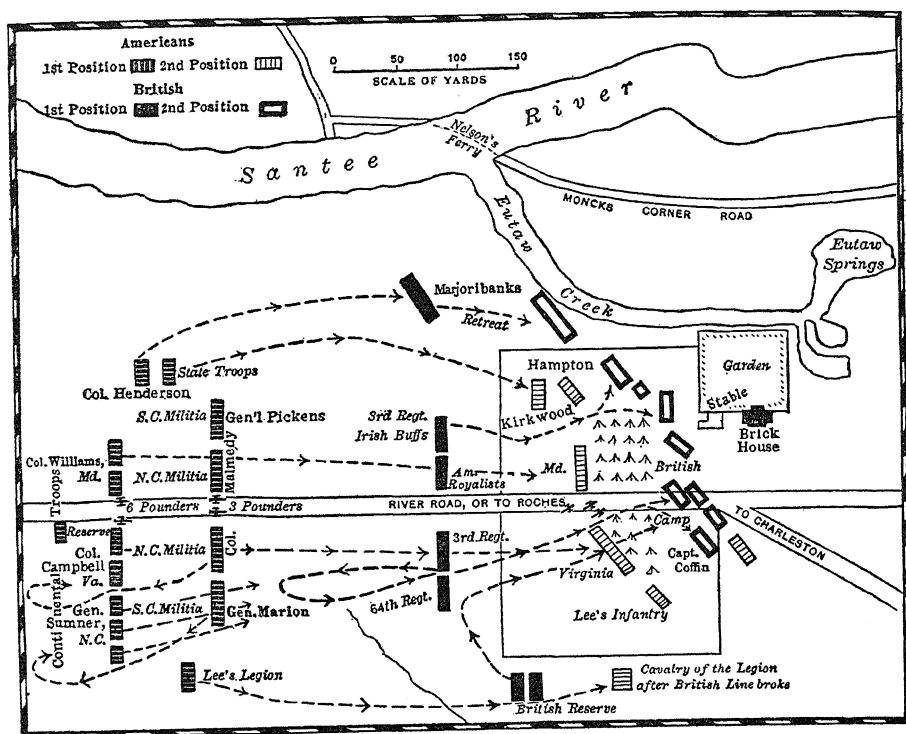 Americans
1st Position 2nd Position
British
1st Position 2nd Position
0 50 100 150
SCALE OF YARDS
Santee River
Nelson's
Ferry
MONCKS CORNER ROAD
Eutaw Creek
Eutaw
Springs
Marjoribanks
Retreat
State Troops
Col. Henderson
Hampton
Kirkwood
Garden
Stable
Brick
House
S.C. Militia
Gen'l Pickens
3rd Regt.
Irish Buffs
Col. Williams,
Md.
N.C. Militia
Col. Malmedy
Am.
Royalists
Md.
British
Camp
6 Pounders
3 Pounders
RIVER ROAD, OR TO ROCHES
TO CHARLESTON
Continental Troops
Reserve
Col.
Campbell
Va.
N.C. Militia
3rd Regt.
Virginia
Capt.
Coffin
Gen.
Sumner,
N.C.
S.C. Militia
Gen. Marion
64th Regt.
Lee's Infantry
Lee's Legion
British Reserve
Cavalry of the Legion
after British Line broks